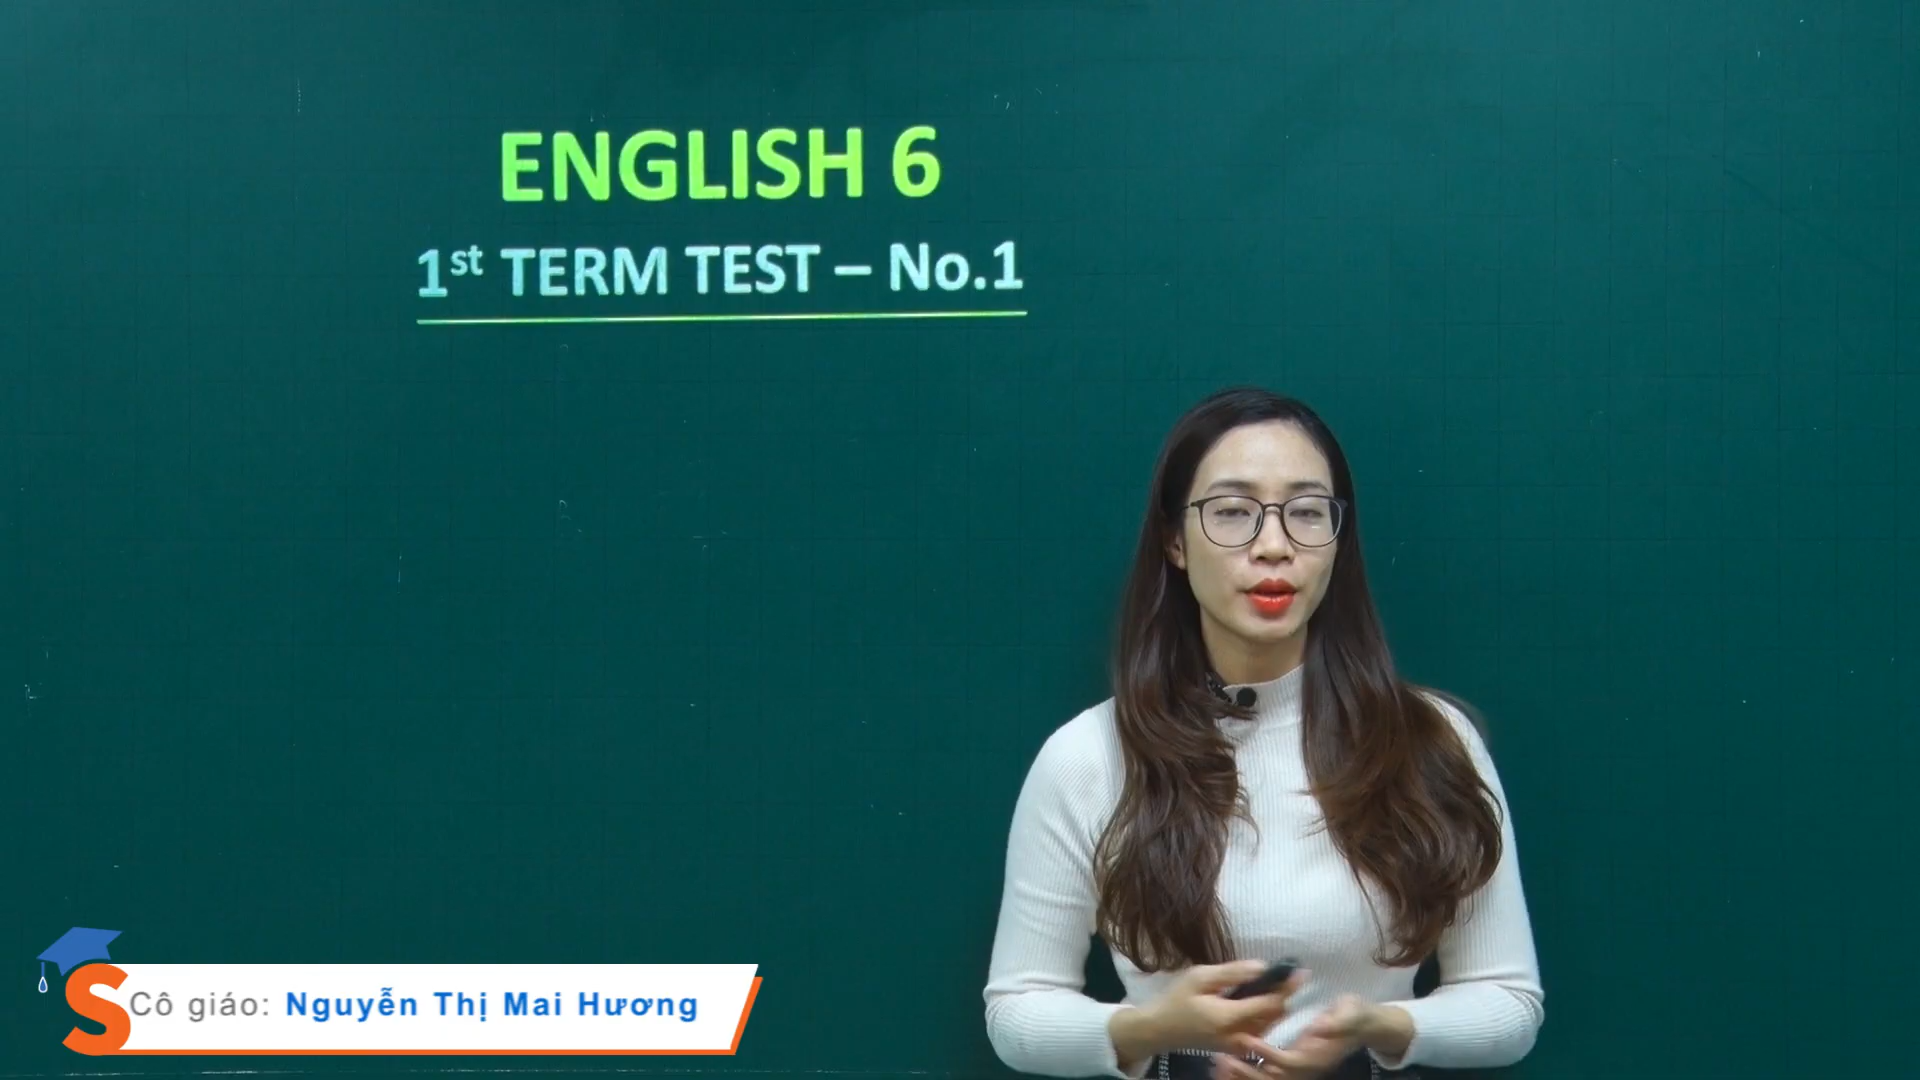 ENGLISH 6
1st TERM TEST – No.1
S
Cô giáo: Nguyễn Thị Mai Hương